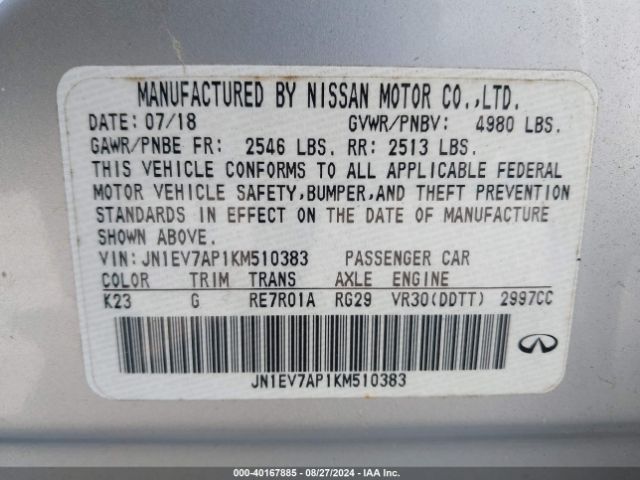 MANUFACTURED BY NISSAN MOTOR CO.,LTD.
DATE: 07/18 GVWR/PNBV: 4980 LBS.
GAWR/PNBE FR: 2546 LBS. RR: 2513 LBS.
THIS VEHICLE CONFORMS TO ALL APPLICABLE FEDERAL
MOTOR VEHICLE SAFETY,BUMPER,AND THEFT PREVENTION
STANDARDS IN EFFECT ON THE DATE OF MANUFACTURE
SHOWN ABOVE.
VIN: JN1EV7AP1KM510383 PASSENGER CAR
COLOR TRIM TRANS AXLE ENGINE
K23 G RE7R01A RG29 VR30(DDTT) 2997CC
JN1EV7AP1KM510383
000-40167885 - 08/27/2024 - IAA Inc.